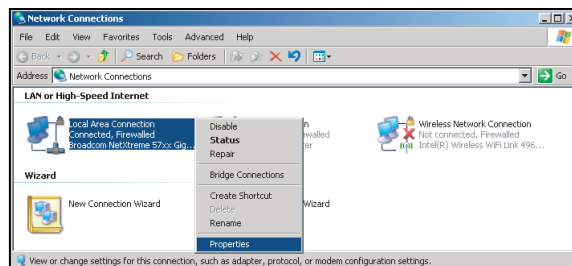 Network Connections
File Edit View Favorites Tools Advanced Help
Back Search Folders
Address Network Connections Go
LAN or High-Speed Internet
Local Area Connection
Connected, Firewalled
Broadcom NetXtreme 57xx Gig...
Disable
Status
Repair
Bridge Connections
Create Shortcut
Delete
Rename
Properties
Wireless Network Connection
Not connected, Firewalled
Intel(R) Wireless WiFi Link 496...
Wizard
New Connection Wizard
Wizard
View or change settings for this connection, such as adapter, protocol, or modem configuration settings.